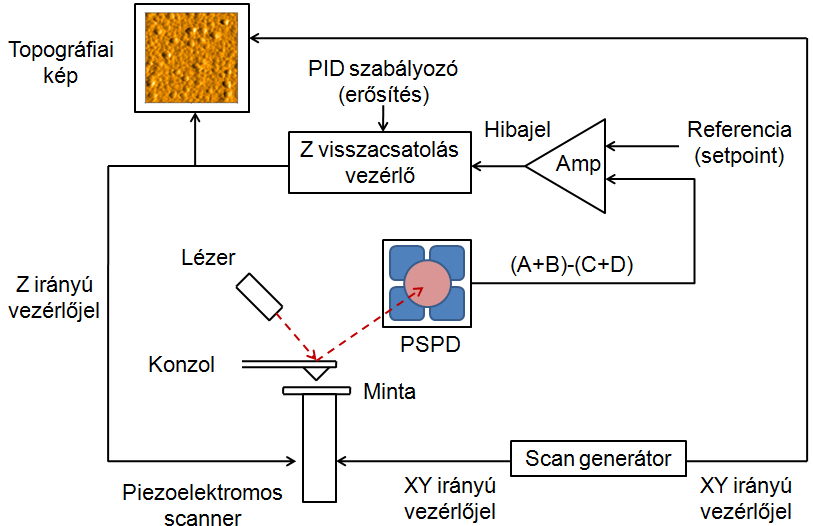 Topográfiai
kép
PID szabályozó
(erősítés)
Hibajel
Referencia
(setpoint)
Z visszacsatolás
vezérlő
Amp
Lézer
(A+B)-(C+D)
Z irányú
vezérlőjel
PSPD
Konzol
Minta
Scan generátor
Piezoelektromos
scanner
XY irányú
vezérlőjel
XY irányú
vezérlőjel